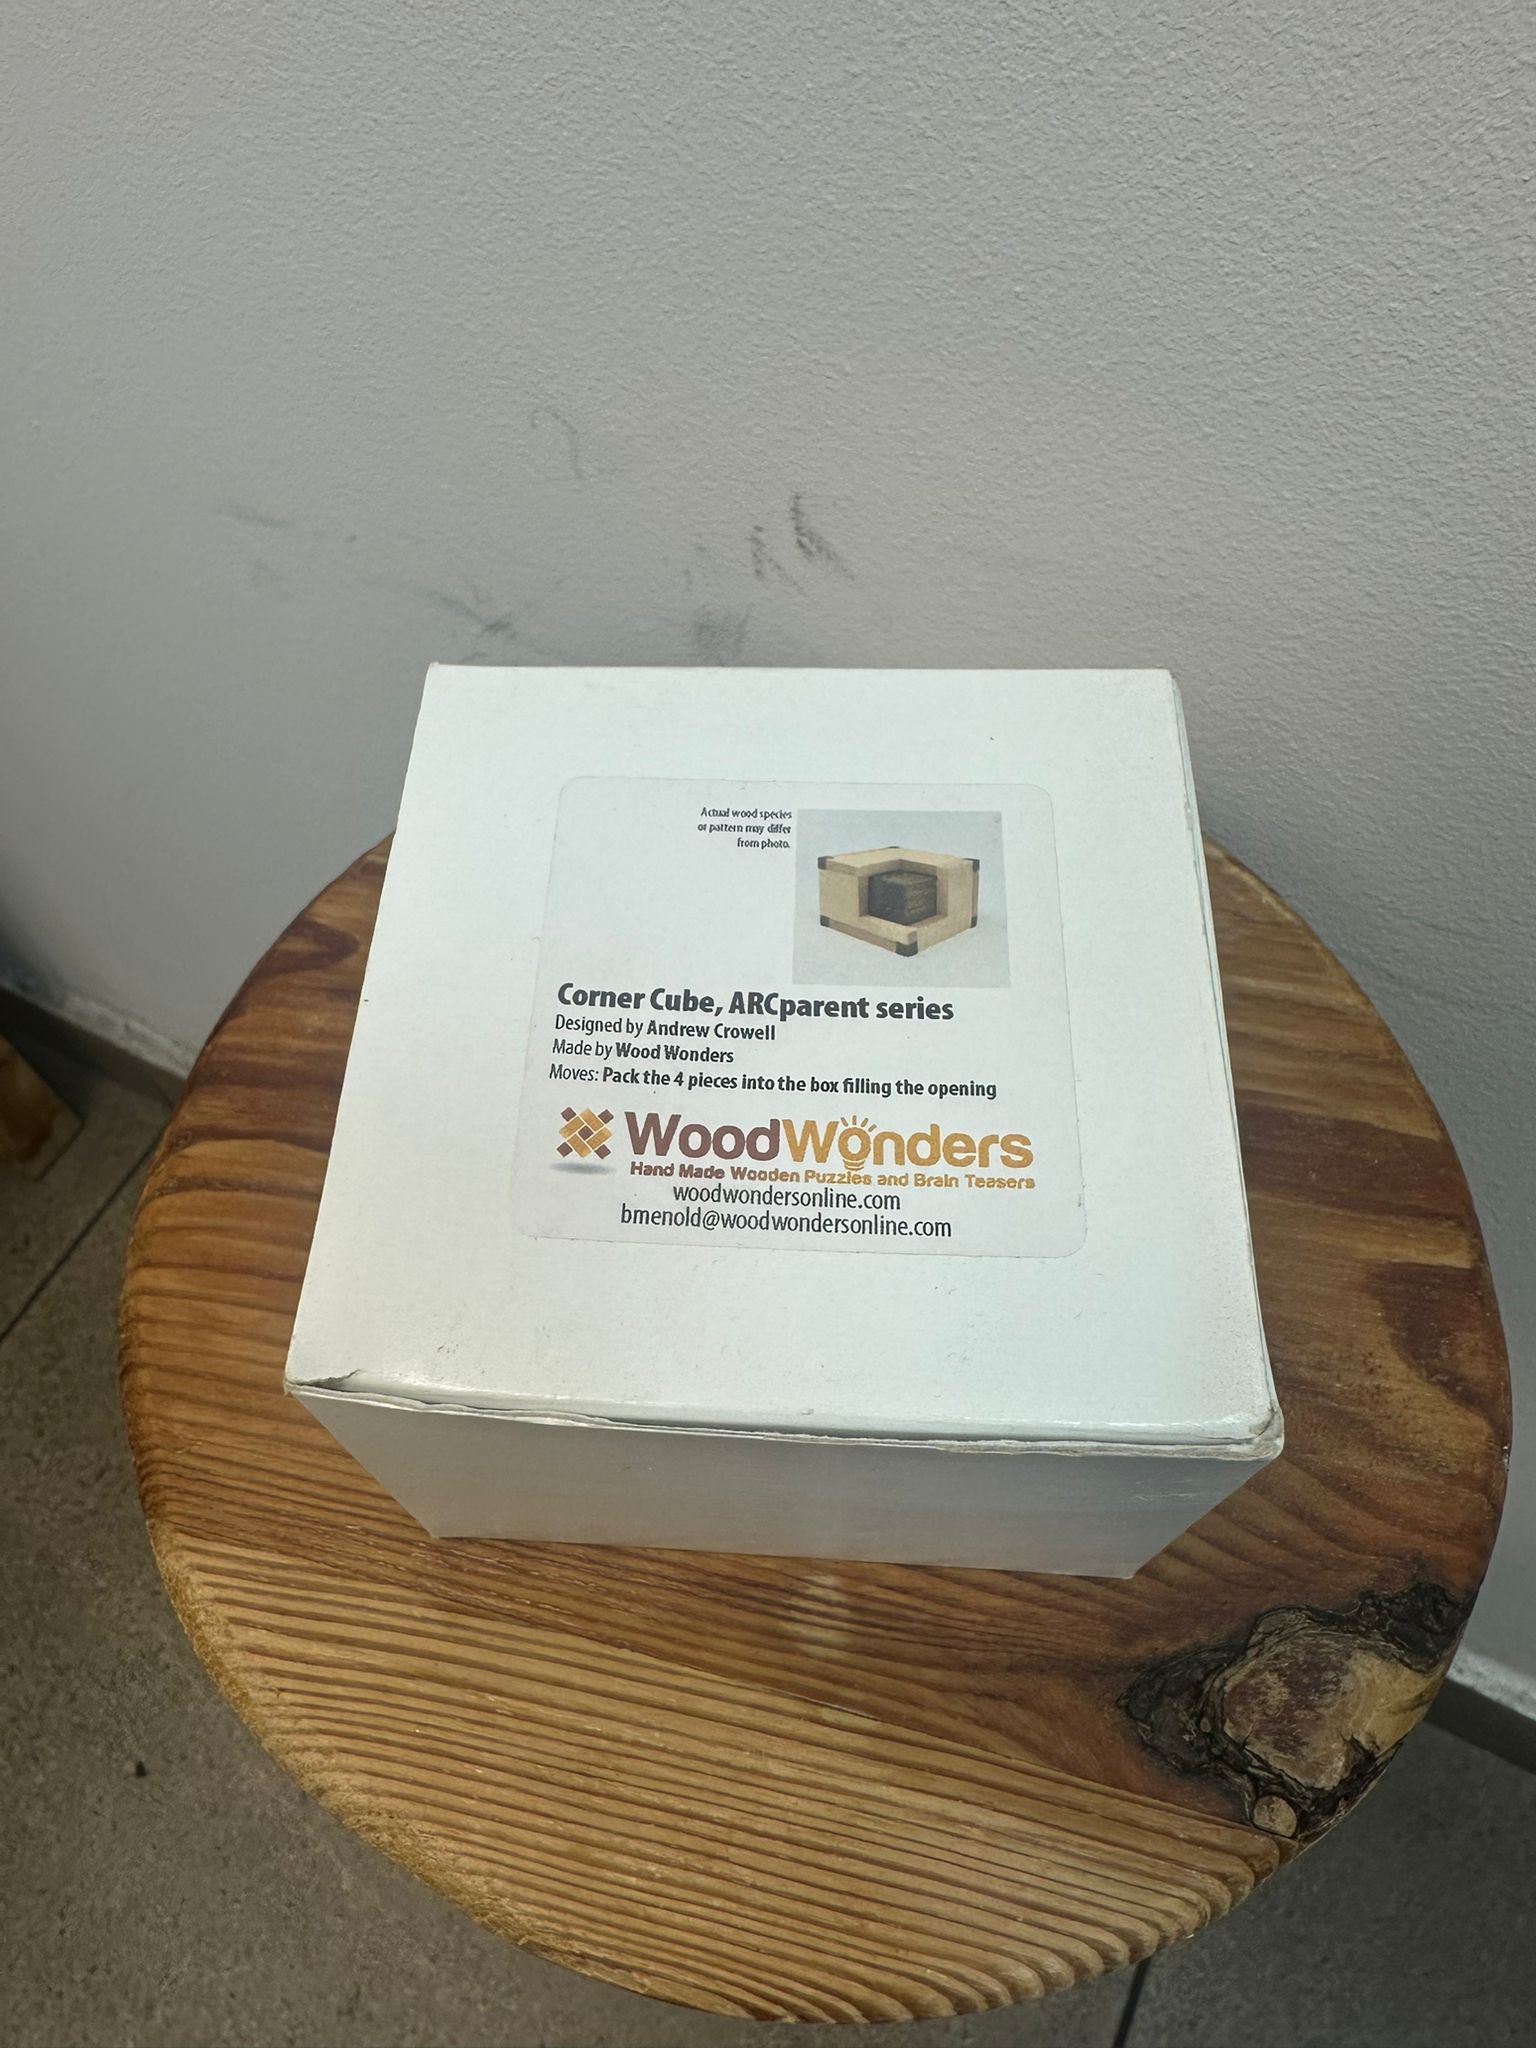 Actual wood species
or pattern may differ
from photo.
Corner Cube, ARCparent series
Designed by Andrew Crowell
Made by Wood Wonders
Moves: Pack the 4 pieces into the box filling the opening
WoodWonders
Hand Made Wooden Puzzles and Brain Teasers
woodwondersonline.com
bmenold@woodwondersonline.com